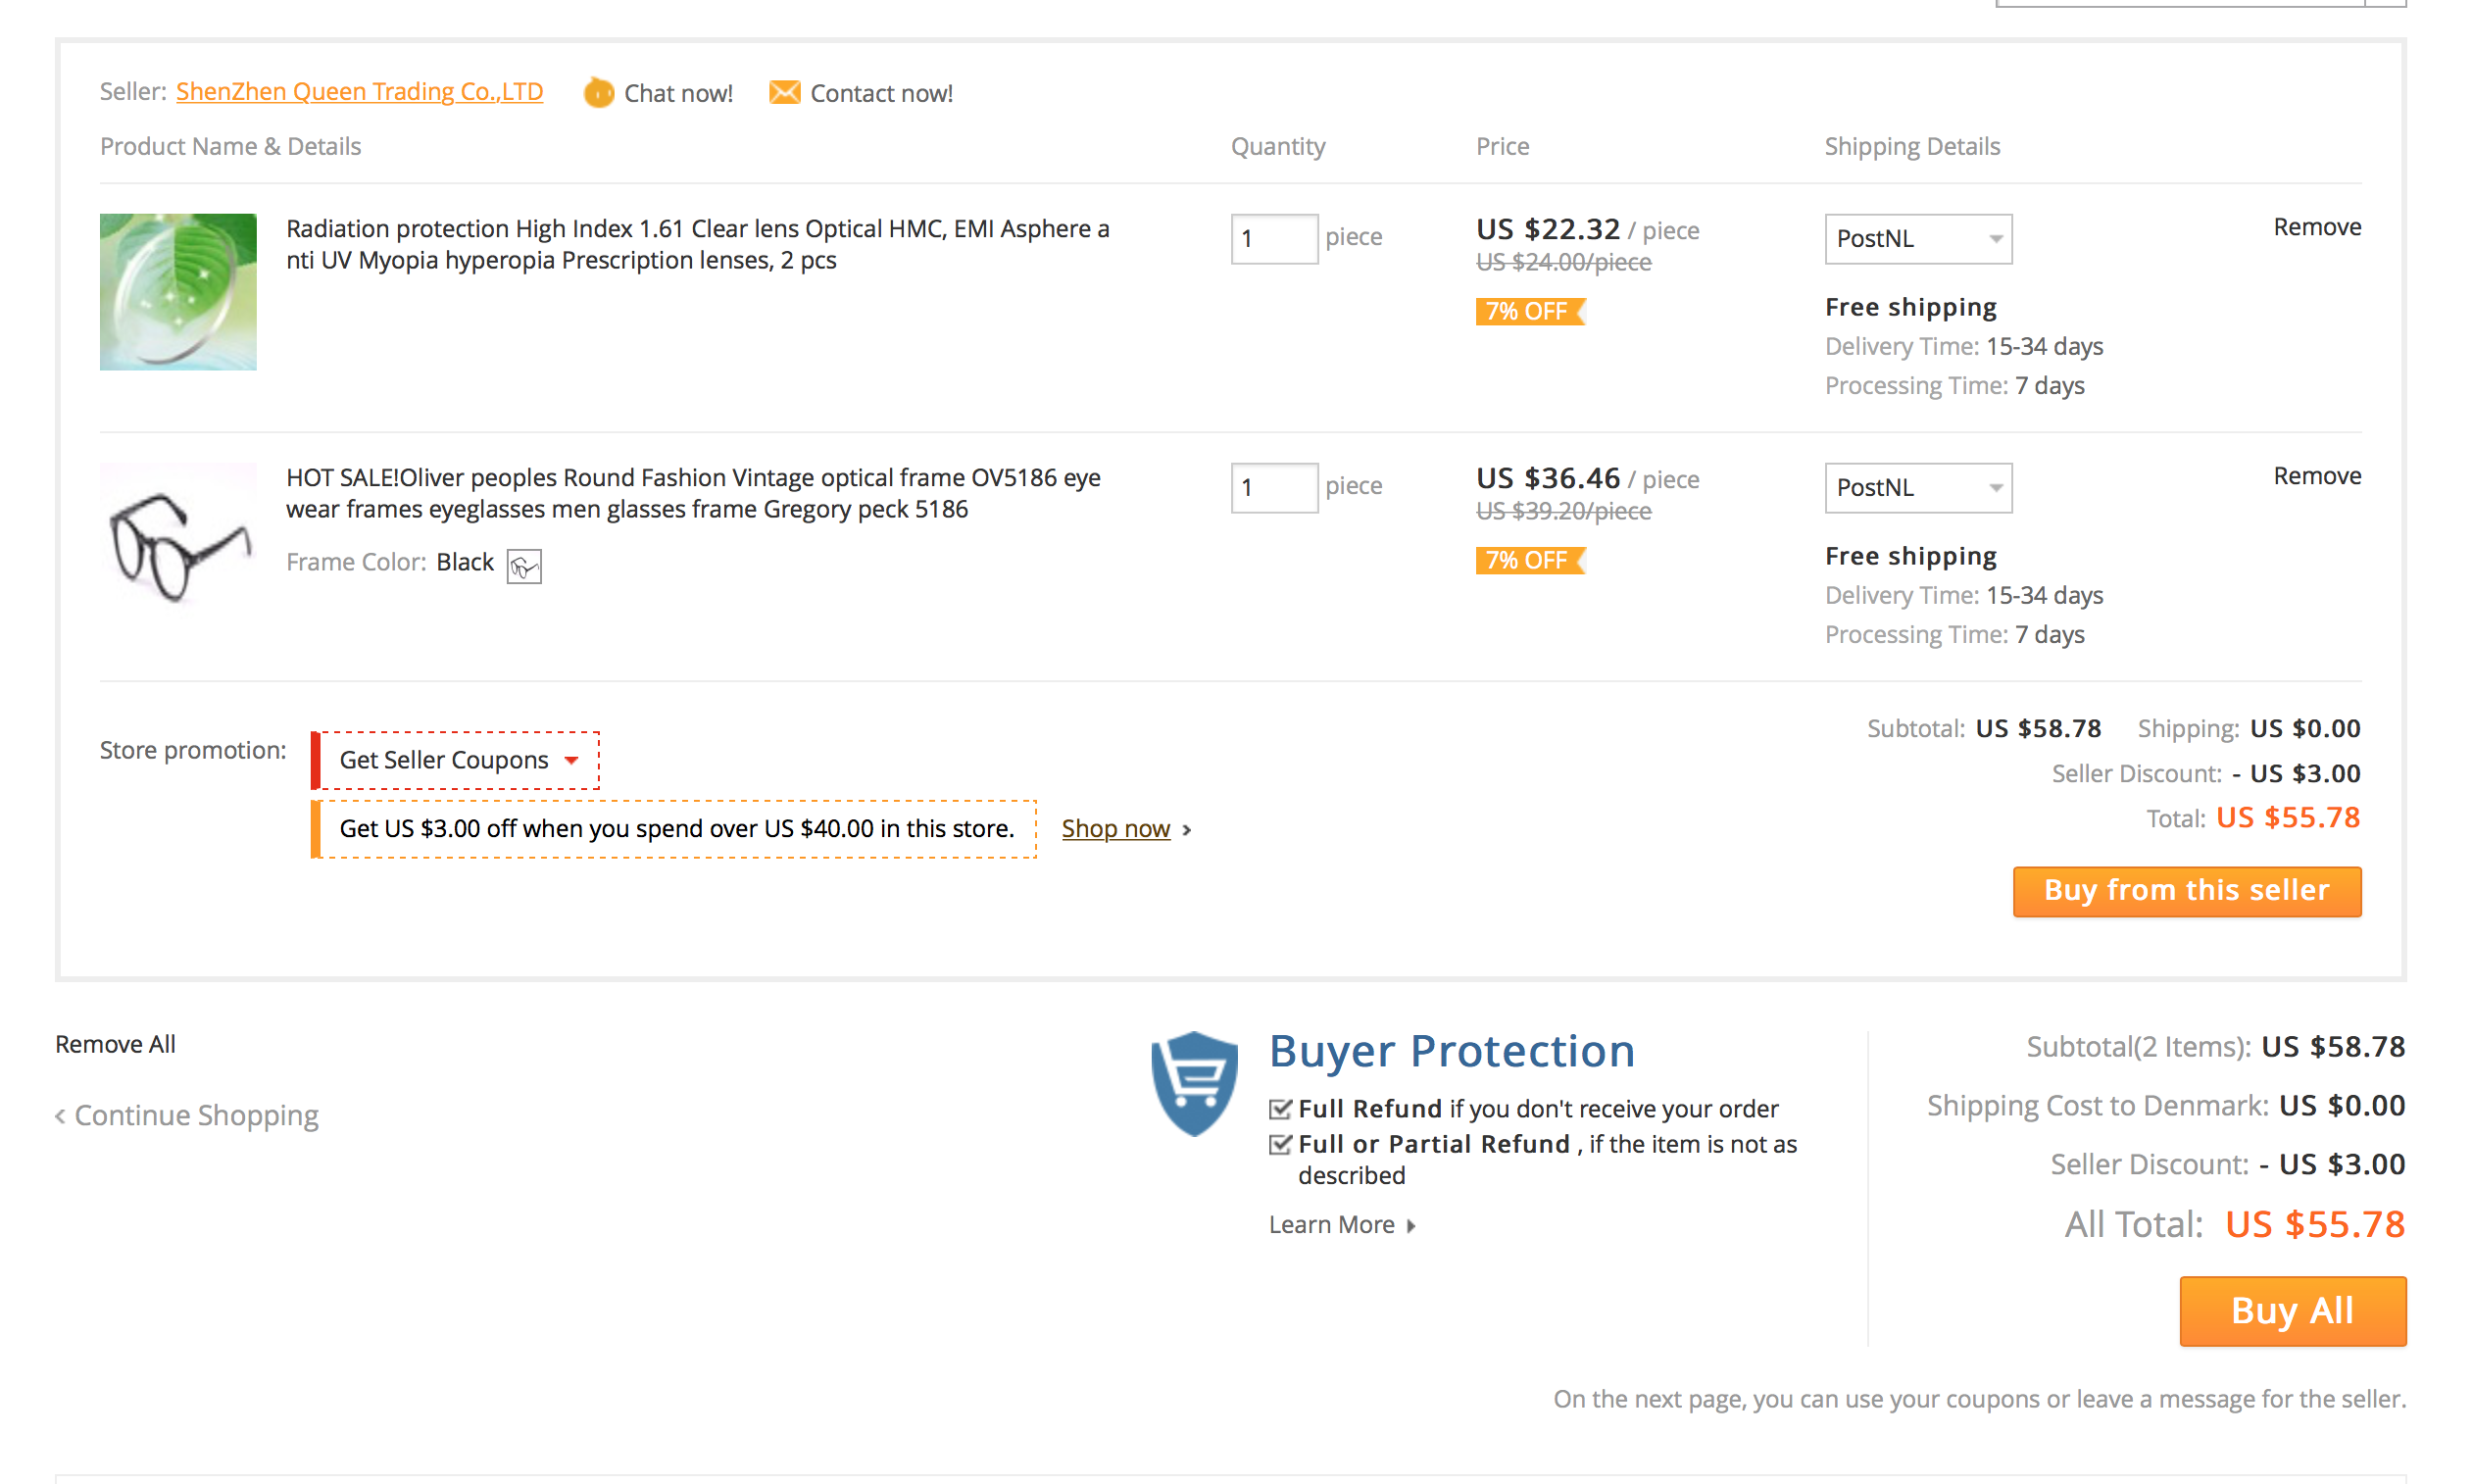 Seller: ShenZhen Queen Trading Co.,LTD Chat now! Contact now!
Product Name & Details Quantity Price Shipping Details
Radiation protection High Index 1.61 Clear lens Optical HMC, EMI Asphere a
nti UV Myopia hyperopia Prescription lenses, 2 pcs
1 piece
US $22.32 / piece
US $24.00/piece
7% OFF
PostNL
Free shipping
Delivery Time: 15-34 days
Processing Time: 7 days
Remove
HOT SALE!Oliver peoples Round Fashion Vintage optical frame OV5186 eye
wear frames eyeglasses men glasses frame Gregory peck 5186
Frame Color: Black
1 piece
US $36.46 / piece
US $39.20/piece
7% OFF
PostNL
Free shipping
Delivery Time: 15-34 days
Processing Time: 7 days
Remove
Store promotion:
Get Seller Coupons
Get US $3.00 off when you spend over US $40.00 in this store. Shop now
Subtotal: US $58.78 Shipping: US $0.00
Seller Discount: - US $3.00
Total: US $55.78
Buy from this seller
Remove All
Continue Shopping
Buyer Protection
Full Refund if you don't receive your order
Full or Partial Refund , if the item is not as
described
Learn More
Subtotal(2 Items): US $58.78
Shipping Cost to Denmark: US $0.00
Seller Discount: - US $3.00
All Total: US $55.78
Buy All
On the next page, you can use your coupons or leave a message for the seller.